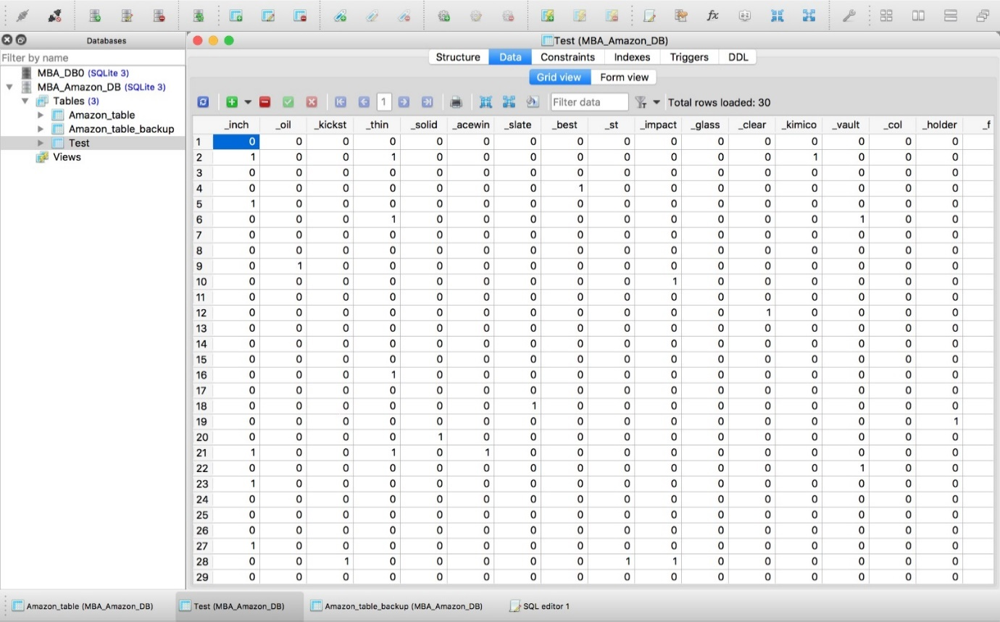 Databases
Test (MBA_Amazon_DB)
Filter by name
Structure Data Constraints Indexes Triggers DDL
MBA_DB0 (SQLite 3)
MBA_Amazon_DB (SQLite 3)
Tables (3)
Amazon_table
Amazon_table_backup
Test
Views
Grid view Form view
1 Filter data Total rows loaded: 30
_inch _oil _kickst _thin _solid _acewin _slate _best _st _impact _glass _clear _kimico _vault _col _holder _f
1 0 0 0 0 0 0 0 0 0 0 0 0 0 0 0 0
2 1 0 0 1 0 0 0 0 0 0 0 0 1 0 0 0
3 0 0 0 0 0 0 0 0 0 0 0 0 0 0 0 0
4 0 0 0 0 0 0 0 1 0 0 0 0 0 0 0 0
5 1 0 0 0 0 0 0 0 0 0 0 0 0 0 0 0
6 0 0 0 1 0 0 0 0 0 0 0 0 0 1 0 0
7 0 0 0 0 0 0 0 0 0 0 0 0 0 0 0 0
8 0 0 0 0 0 0 0 0 0 0 0 0 0 0 0 0
9 0 1 0 0 0 0 0 0 0 0 0 0 0 0 0 0
10 0 0 0 0 0 0 0 0 0 1 0 0 0 0 0 0
11 0 0 0 0 0 0 0 0 0 0 0 0 0 0 0 0
12 0 0 0 0 0 0 0 0 0 0 0 1 0 0 0 0
13 0 0 0 0 0 0 0 0 0 0 0 0 0 0 0 0
14 0 0 0 0 0 0 0 0 0 0 0 0 0 0 0 0
15 0 0 0 0 0 0 0 0 0 0 0 0 0 0 0 0
16 0 0 0 1 0 0 0 0 0 0 0 0 0 0 0 0
17 0 0 0 0 0 0 0 0 0 0 0 0 0 0 0 0
18 0 0 0 0 0 0 1 0 0 0 0 0 0 0 0 0
19 0 0 0 0 0 0 0 0 0 0 0 0 0 0 0 1
20 0 0 0 0 1 0 0 0 0 0 0 0 0 0 0 0
21 1 0 0 1 0 1 0 0 0 0 0 0 0 0 0 0
22 0 0 0 0 0 0 0 0 0 0 0 0 0 1 0 0
23 1 0 0 0 0 0 0 0 0 0 0 0 0 0 0 0
24 0 0 0 0 0 0 0 0 0 0 0 0 0 0 0 0
25 0 0 0 0 0 0 0 0 0 0 0 0 0 0 0 0
26 0 0 0 0 0 0 0 0 0 0 0 0 0 0 0 0
27 1 0 0 0 0 0 0 0 0 0 0 0 0 0 0 0
28 0 0 1 0 0 0 0 0 1 1 0 0 0 0 0 0
29 0 0 0 0 0 0 0 0 0 0 0 0 0 0 0 0
Amazon_table (MBA_Amazon_DB) Test (MBA_Amazon_DB) Amazon_table_backup (MBA_Amazon_DB) SQL editor 1